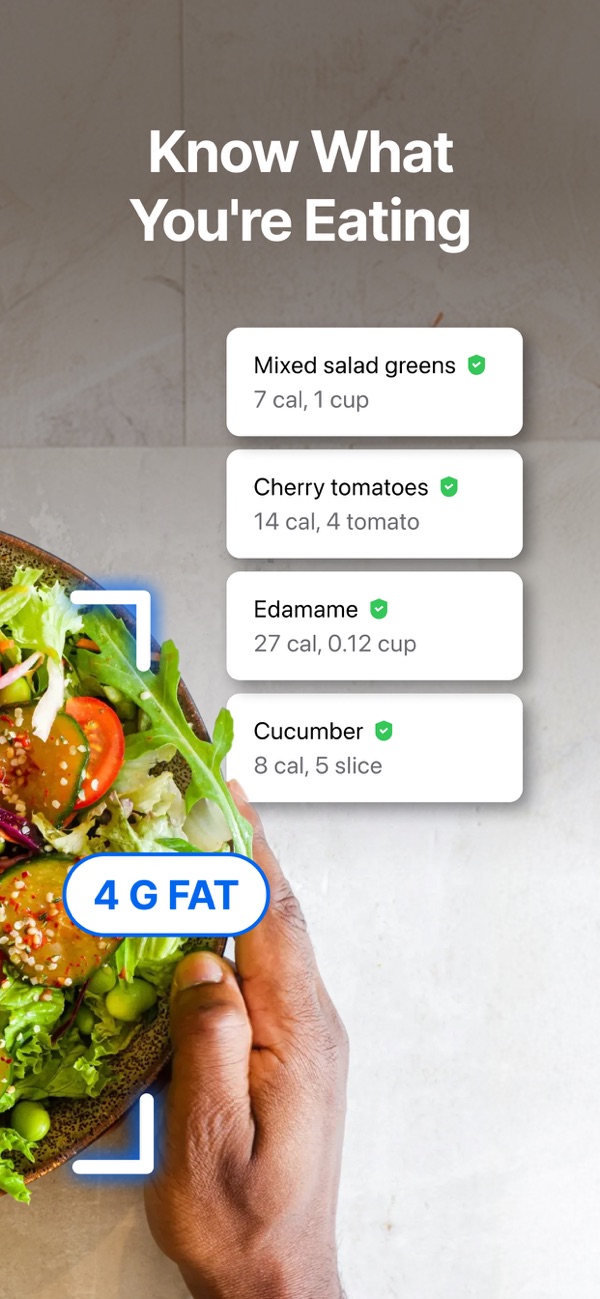 Know What
You're Eating
Mixed salad greens
7 cal, 1 cup
Cherry tomatoes
14 cal, 4 tomato
Edamame
27 cal, 0.12 cup
Cucumber
8 cal, 5 slice
4 G FAT